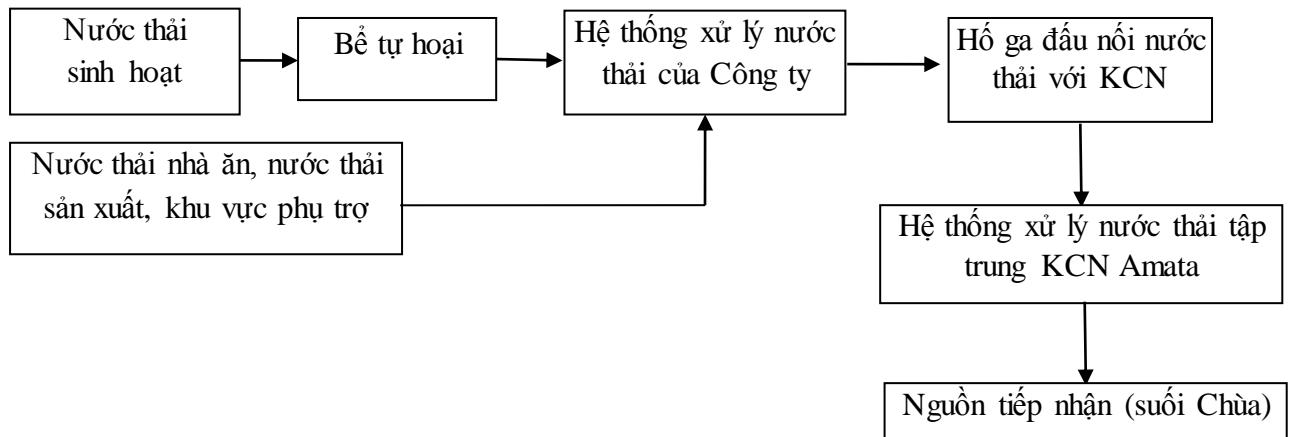 Nước thải
sinh hoạt
Bể tự hoại
Hệ thống xử lý nước
thải của Công ty
Hố ga đấu nối nước
thải với KCN
Nước thải nhà ăn, nước thải
sản xuất, khu vực phụ trợ
Hệ thống xử lý nước thải tập
trung KCN Amata
Nguồn tiếp nhận (suối Chùa)